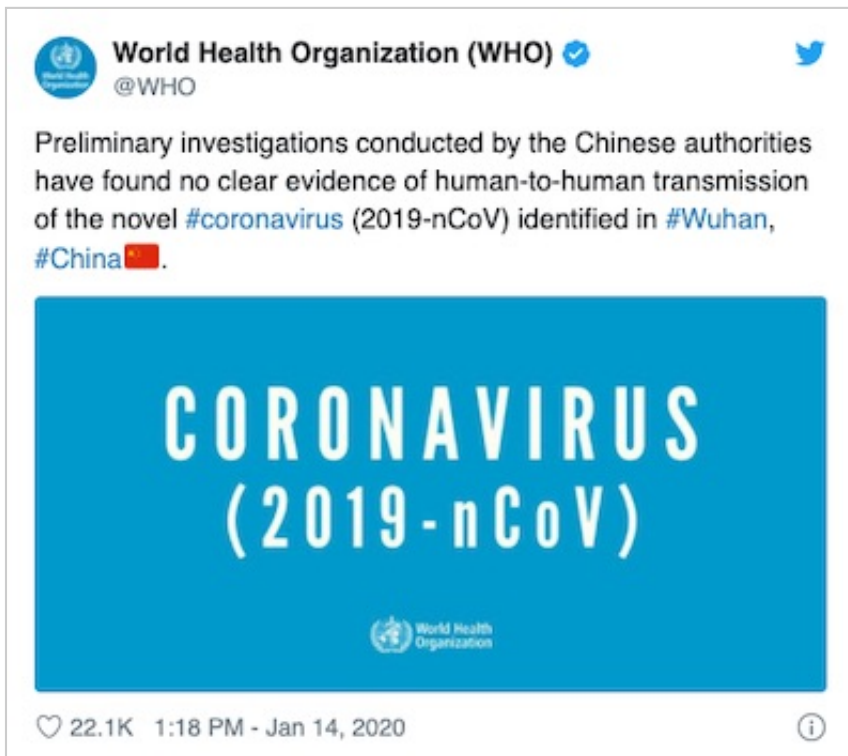 World Health Organization (WHO)
@WHO
Preliminary investigations conducted by the Chinese authorities
have found no clear evidence of human-to-human transmission
of the novel #coronavirus (2019-nCoV) identified in #Wuhan,
#China🇨🇳.
CORONAVIRUS
(2019-nCoV)
World Health
Organization
22.1K 1:18 PM - Jan 14, 2020